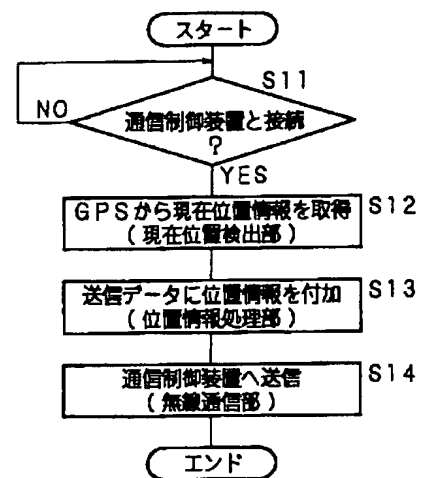 スタート
S11
NO
通信制御装置と接続
?
YES
GPSから現在位置情報を取得
(現在位置検出部)
S12
送信データに位置情報を付加
(位置情報処理部)
S13
通信制御装置へ送信
(無線通信部)
S14
エンド